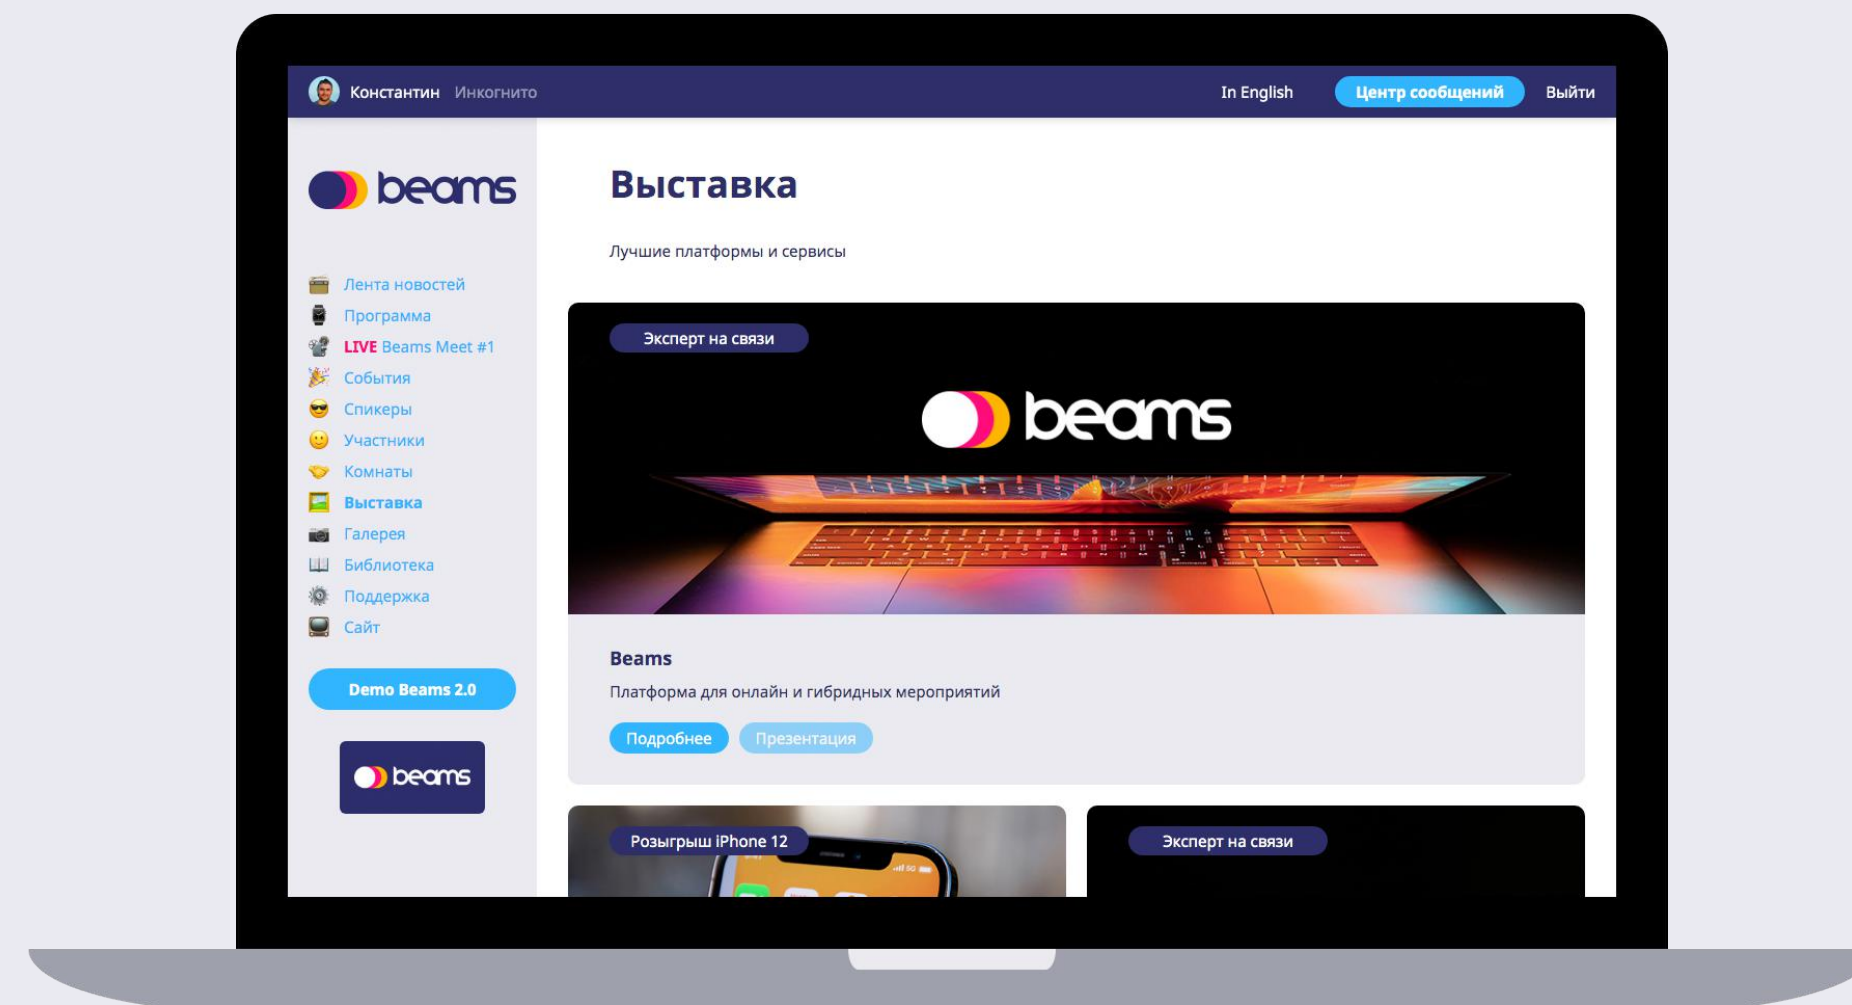 Константин Инкогнито
In English
Центр сообщений
Выйти
beams
Лента новостей
Программа
LIVE Beams Meet #1
События
Спикеры
Участники
Комнаты
Выставка
Галерея
Библиотека
Поддержка
Сайт
Demo Beams 2.0
beams
Выставка
Лучшие платформы и сервисы
Эксперт на связи
beams
Beams
Платформа для онлайн и гибридных мероприятий
Подробнее
Презентация
Розыгрыш iPhone 12
5G
Эксперт на связи